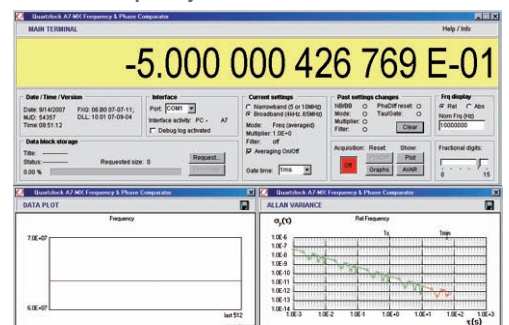 Quartzlock A7-MX Frequency & Phase Comparator
MAIN TERMINAL
Help / Info
-5.000 000 426 769 E-01
Date / Time / Version
Date: 9/14/2007 FXQ: 06.B0 07-07-11;
MJD: 54357 DLL: 10.01 07-09-04
Time: 09:51:12
Interface
Port: COM1
Interface activity: PC - A7
Debug log activated
Current settings
Narrowband (5 or 10MHz)
Broadband (4kHz..65MHz)
Mode: Freq (averaged)
Multiplier: 1.0E+0
Filter: off
Averaging On/Off
Gate time: 1ms
Past settings changes
NB/BB PhaDiff reset:
Mode: Tau/Gate:
Multiplier:
Filter:
Clear
Frq display
Rel Abs
Nom Frq (Hz)
10000000
Data block storage
Title: ---
Status: ------- Requested size: 0
0.00 %
Request...
Acquisition: Reset: Show:
Off
Plot
Graphs AVAR
Fractional digits:
0 15
Quartzlock A7-MX Frequency & Phase Comparator
DATA PLOT
Frequency
7.0E+07
6.0E+07
last 512
Quartzlock A7-MX Frequency & Phase Comparator
ALLAN VARIANCE
σy(τ) Rel Frequency
1s 1min
1.0E-6
1.0E-7
1.0E-8
1.0E-9
1.0E-10
1.0E-11
1.0E-12
1.0E-13
1.0E-14
1.0E-3 1.0E-2 1.0E-1 1.0E+0 1.0E+1 1.0E+2 1.0E+3
τ(s)